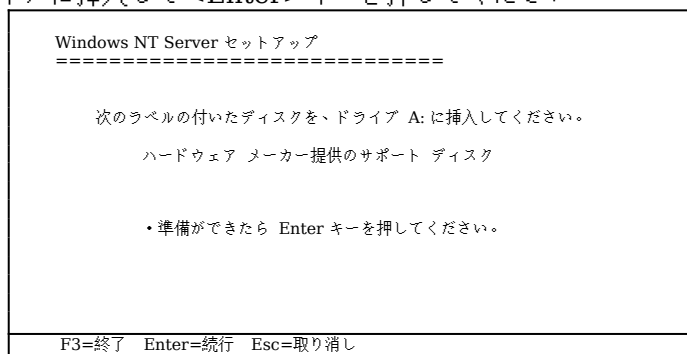 Windows NT Server セットアップ
=============================
次のラベルの付いたディスクを、ドライブ A: に挿入してください。
ハードウェア メーカー提供のサポート ディスク
・準備ができたら Enter キーを押してください。
F3=終了 Enter=続行 Esc=取り消し